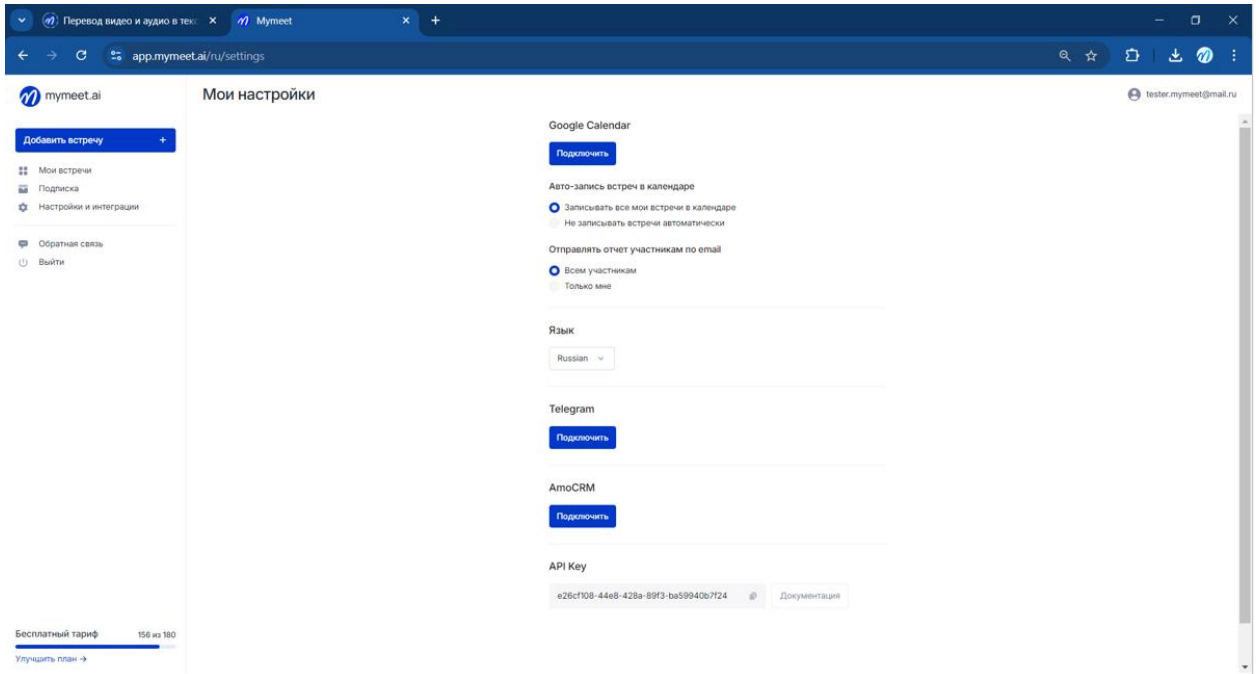 Перевод видео и аудио в текс
Mymeet
app.mymeet.ai/ru/settings
mymeet.ai
Мои настройки
tester.mymeet@mail.ru
Добавить встречу +
Мои встречи
Подписка
Настройки и интеграции
Обратная связь
Выйти
Google Calendar
Подключить
Авто-запись встреч в календаре
Записывать все мои встречи в календаре
Не записывать встречи автоматически
Отправлять отчет участникам по email
Всем участникам
Только мне
Язык
Russian
Telegram
Подключить
AmoCRM
Подключить
API Key
e26cf108-44e8-428a-89f3-ba59940b7f24
Документация
Бесплатный тариф 156 из 180
Улучшить план →